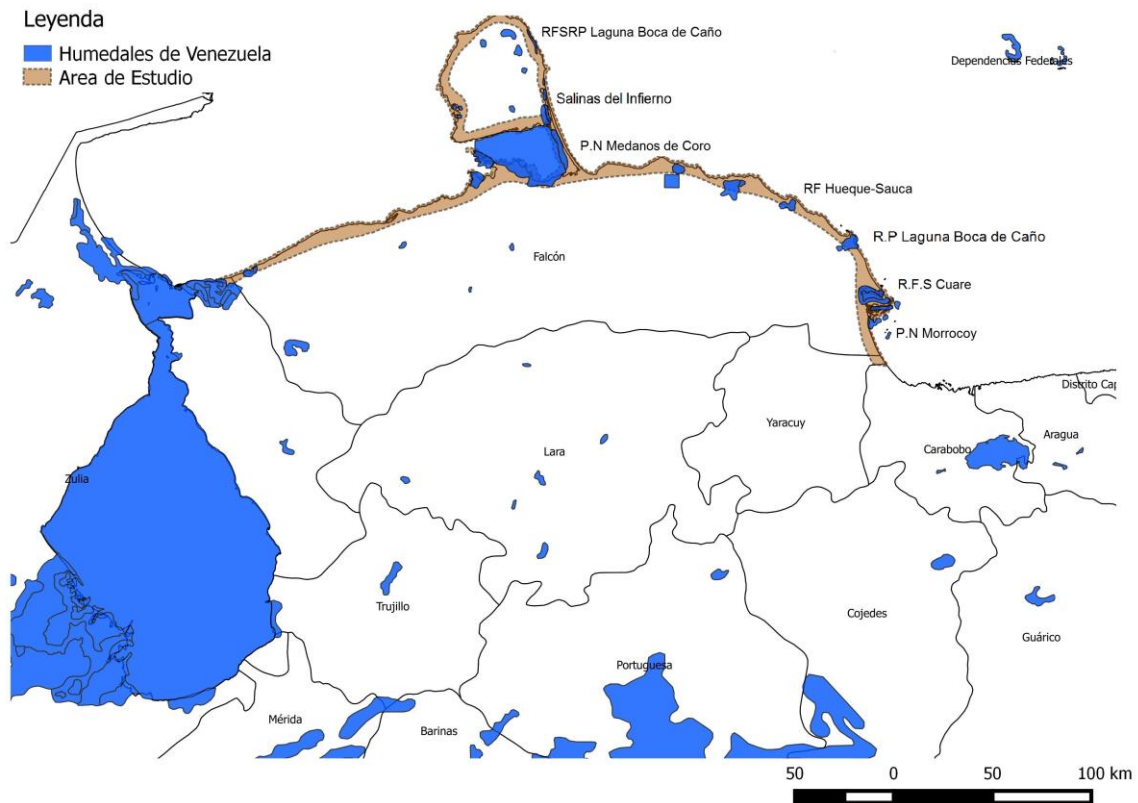 Leyenda
Humedales de Venezuela
Area de Estudio
RFSRP Laguna Boca de Caño
Dependencias Federales
Salinas del Infierno
P.N Medanos de Coro
RF Hueque-Sauca
R.P Laguna Boca de Caño
Falcón
R.F.S Cuare
P.N Morrocoy
Distrito Cap
Yaracuy
Aragua
Carabobo
Lara
Zulia
Trujillo
Cojedes
Guárico
Portuguesa
Mérida
Barinas
50 0 50 100 km